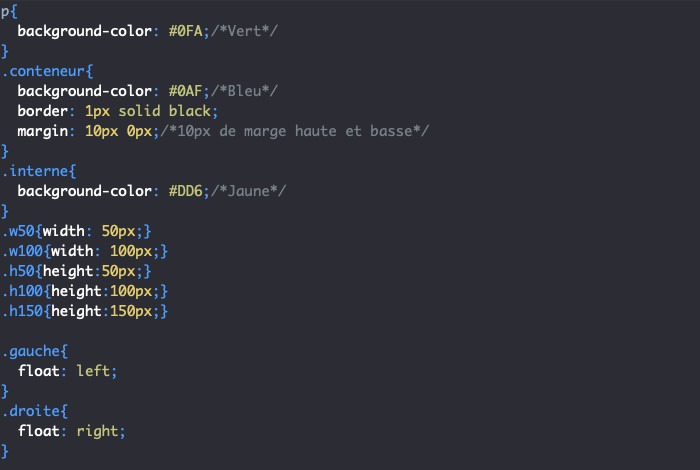 p{
  background-color: #0FA;/*Vert*/
}
.conteneur{
  background-color: #0AF;/*Bleu*/
  border: 1px solid black;
  margin: 10px 0px;/*10px de marge haute et basse*/
}
.interne{
  background-color: #DD6;/*Jaune*/
}
.w50{width: 50px;}
.w100{width: 100px;}
.h50{height:50px;}
.h100{height:100px;}
.h150{height:150px;}

.gauche{
  float: left;
}
.droite{
  float: right;
}